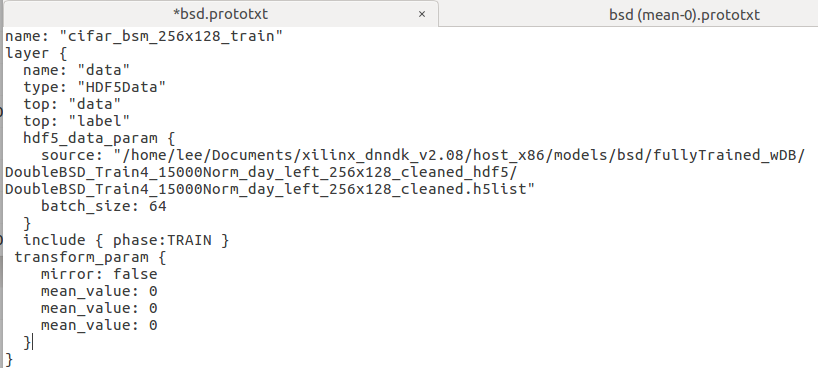 *bsd.prototxt × bsd (mean-0).prototxt
name: "cifar_bsm_256x128_train"
layer {
  name: "data"
  type: "HDF5Data"
  top: "data"
  top: "label"
  hdf5_data_param {
    source: "/home/lee/Documents/xilinx_dnndk_v2.08/host_x86/models/bsd/fullyTrained_wDB/
DoubleBSD_Train4_15000Norm_day_left_256x128_cleaned_hdf5/
DoubleBSD_Train4_15000Norm_day_left_256x128_cleaned.h5list"
    batch_size: 64
  }
  include { phase:TRAIN }
 transform_param {
    mirror: false
    mean_value: 0
    mean_value: 0
    mean_value: 0
  }
}